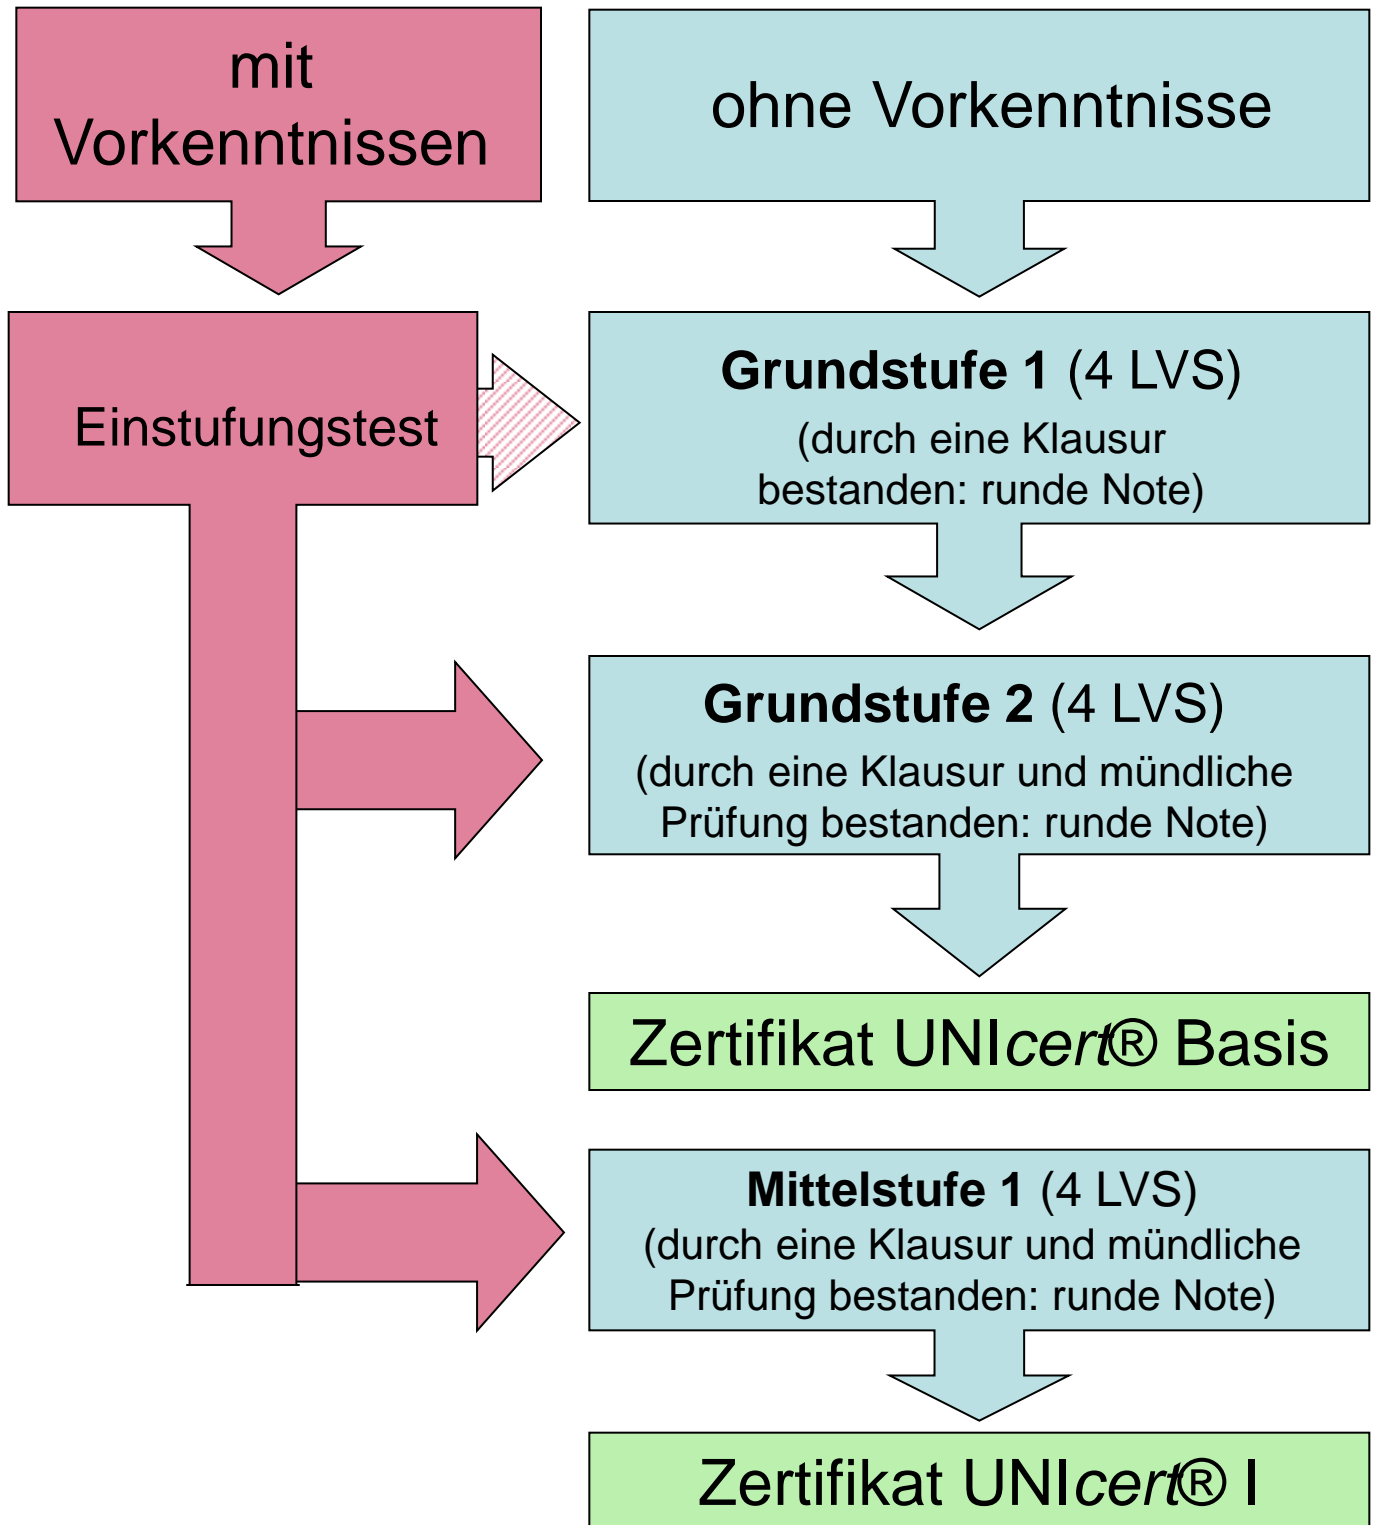 mit
Vorkenntnissen
ohne Vorkenntnisse
Einstufungstest
Grundstufe 1 (4 LVS)
(durch eine Klausur
bestanden: runde Note)
Grundstufe 2 (4 LVS)
(durch eine Klausur und mündliche
Prüfung bestanden: runde Note)
Zertifikat UNIcert® Basis
Mittelstufe 1 (4 LVS)
(durch eine Klausur und mündliche
Prüfung bestanden: runde Note)
Zertifikat UNIcert® I